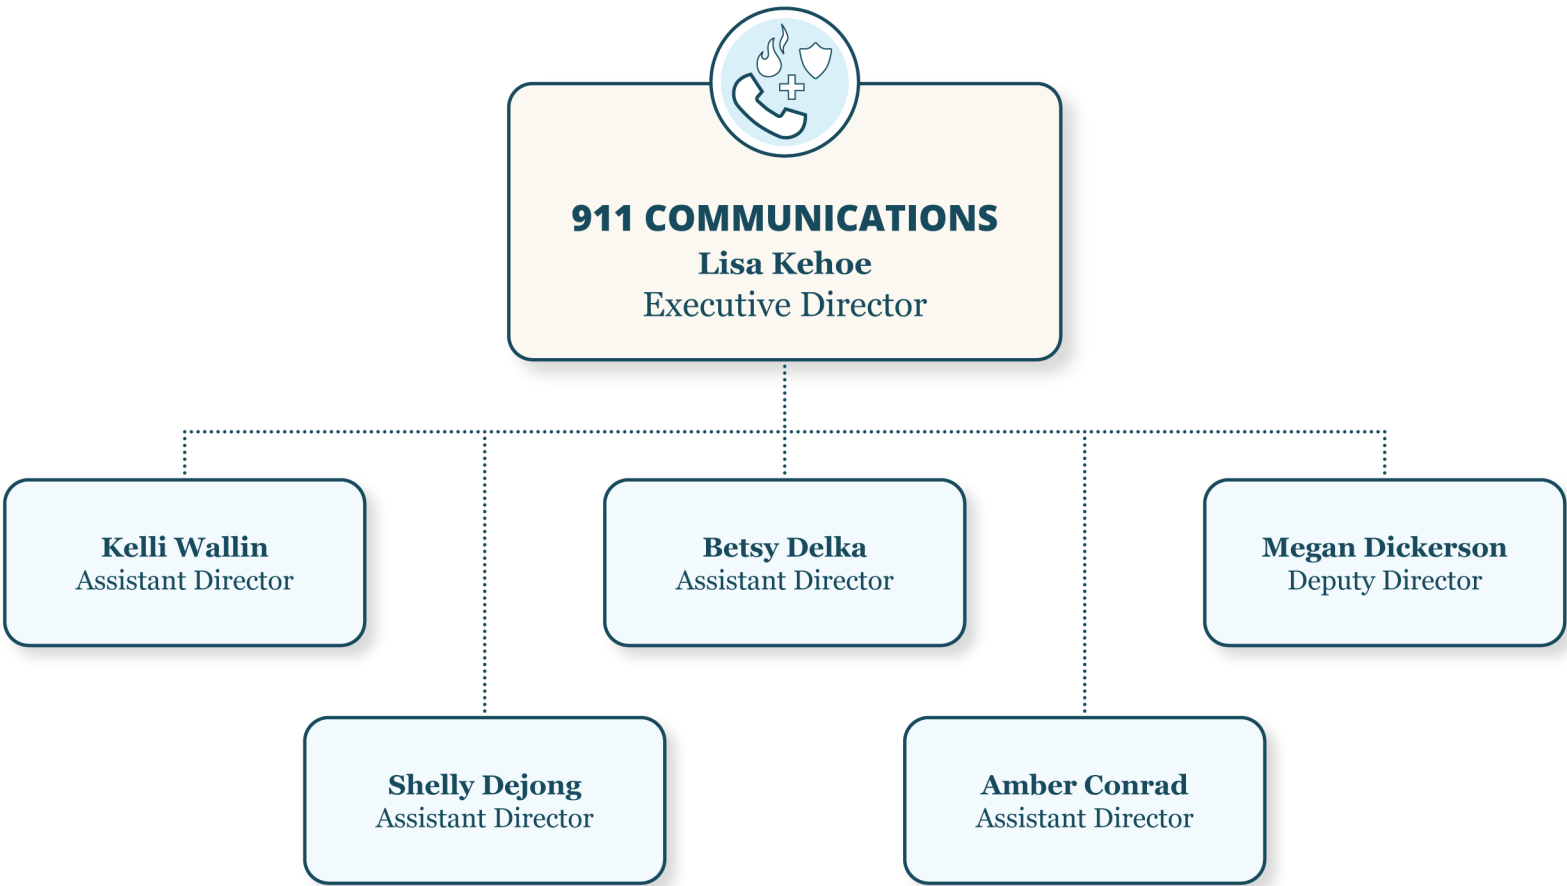 911 COMMUNICATIONS
Lisa Kehoe
Executive Director
Kelli Wallin
Assistant Director
Betsy Delka
Assistant Director
Megan Dickerson
Deputy Director
Shelly Dejong
Assistant Director
Amber Conrad
Assistant Director